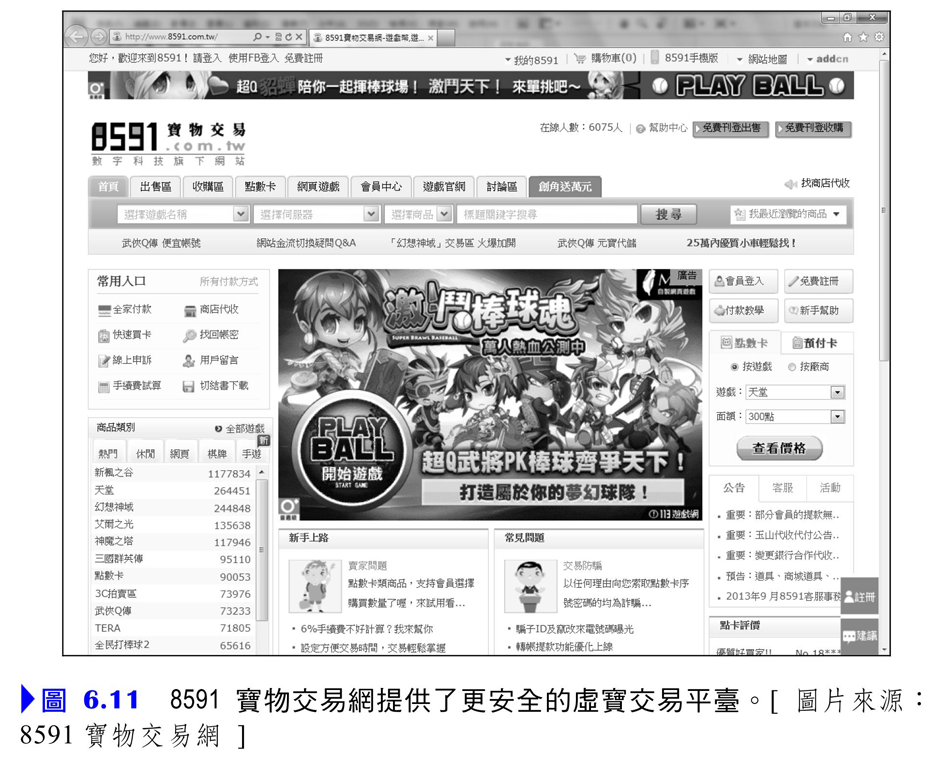 http://www.8591.com.tw/
8591寶物交易網-遊戲幣,遊...
您好，歡迎來到8591！ 請登入 使用FB登入 免費註冊
我的8591 購物車(0) 8591手機版 網站地圖 addcn
超Q貂蟬陪你一起揮棒球場！ 激鬥天下！ 來單挑吧～ PLAY BALL
8591 寶物交易
.com.tw
數字科技旗下網站
在線人數：6075人 幫助中心 免費刊登出售 免費刊登收購
首頁 出售區 收購區 點數卡 網頁遊戲 會員中心 遊戲官網 討論區 創角送萬元
找商店代收
選擇遊戲名稱 選擇伺服器 選擇商品 標題關鍵字搜尋 搜尋 我最近瀏覽的商品
武俠Q傳 便宜帳號 網站金流切換疑問Q&A 「幻想神域」交易區 火爆加開 武俠Q傳 元寶代儲 25萬內優質小車輕鬆找！
常用入口 所有付款方式
全家付款 商店代收
快速買卡 找回帳密
線上申訴 用戶留言
手續費試算 切結書下載
商品類別 全部遊戲
新
熱門 休閒 網頁 棋牌 手遊
新楓之谷 1177834
天堂 264451
幻想神域 244848
艾爾之光 135638
神魔之塔 117946
三國群英傳 95110
點數卡 90053
3C拍賣區 73976
武俠Q傳 73233
TERA 71805
全民打棒球2 65616
廣告
自製網頁遊戲
激鬥棒球魂
SUPER BRAWL BASEBALL
萬人熱血公測中
PLAY
BALL
開始遊戲
START GAME
超Q武將PK棒球齊爭天下！
打造屬於你的夢幻球隊！
113遊戲網
新手上路
賣家問題
點數卡類商品，支持會員選擇
購買數量了喔，來試用看...
• 6%手續費不好計算？我來幫你
• 設定方便交易時間，交易輕鬆掌握
常見問題
交易防騙
以任何理由向您索取點數卡序
號密碼的均為詐騙...
• 騙子ID及竄改來電號碼曝光
• 轉帳提款功能優化上線
會員登入 免費註冊
付款教學 新手幫助
點數卡 預付卡
按遊戲 按廠商
遊戲： 天堂
面額： 300點
查看價格
公告 客服 活動
• 重要：部分會員的提款無..
• 重要：玉山代收代付公告..
• 重要：變更銀行合作代收..
• 預告：道具、商城道具、..
• 2013年9月8591客服事務
註冊
建議
點卡評價
優質好買家!! No.18***
圖 6.11 8591 寶物交易網提供了更安全的虛寶交易平臺。[ 圖片來源：
8591 寶物交易網 ]